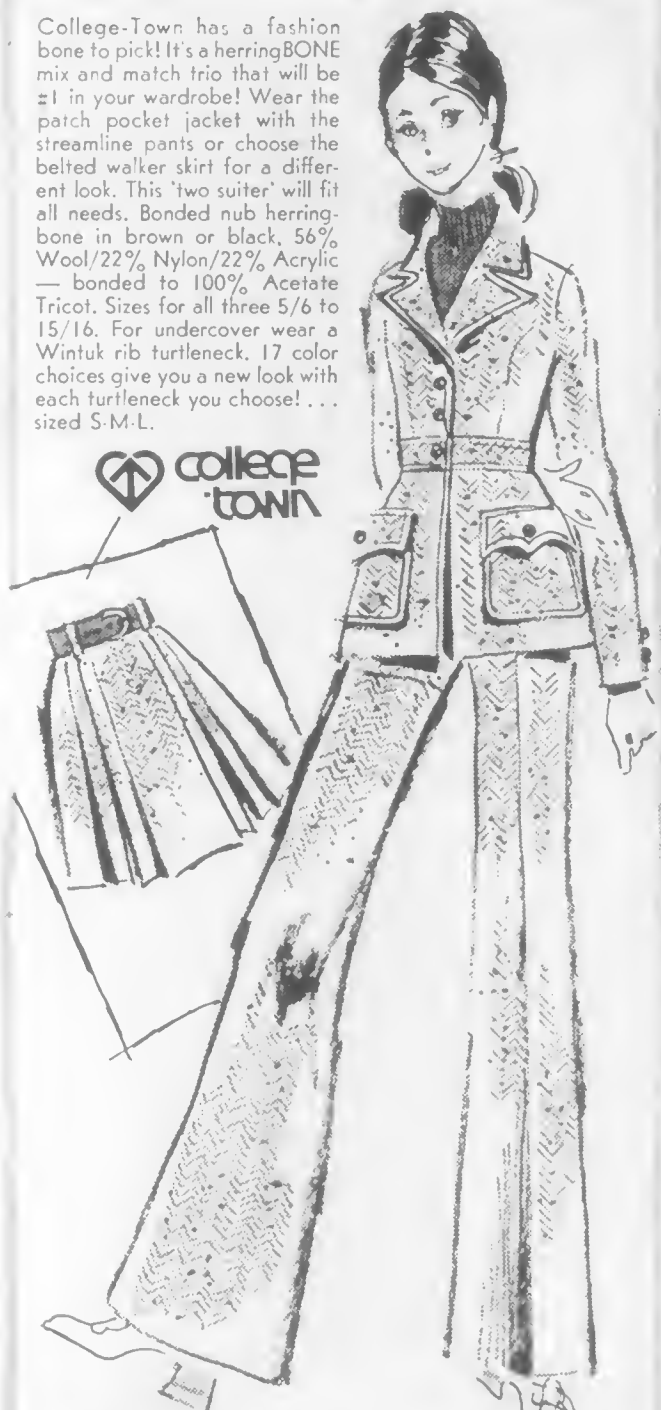 College-Town has a fashion
bone to pick! It's a herringBONE
mix and match trio that will be
#1 in your wardrobe! Wear the
patch pocket jacket with the
streamline pants or choose the
belted walker skirt for a differ-
ent look. This 'two suiter' will fit
all needs. Bonded nub herring-
bone in brown or black, 56%
Wool/22% Nylon/22% Acrylic
— bonded to 100% Acetate
Tricot. Sizes for all three 5/6 to
15/16. For undercover wear a
Wintuk rib turtleneck. 17 color
choices give you a new look with
each turtleneck you choose! . . .
sized S-M-L.
college
town